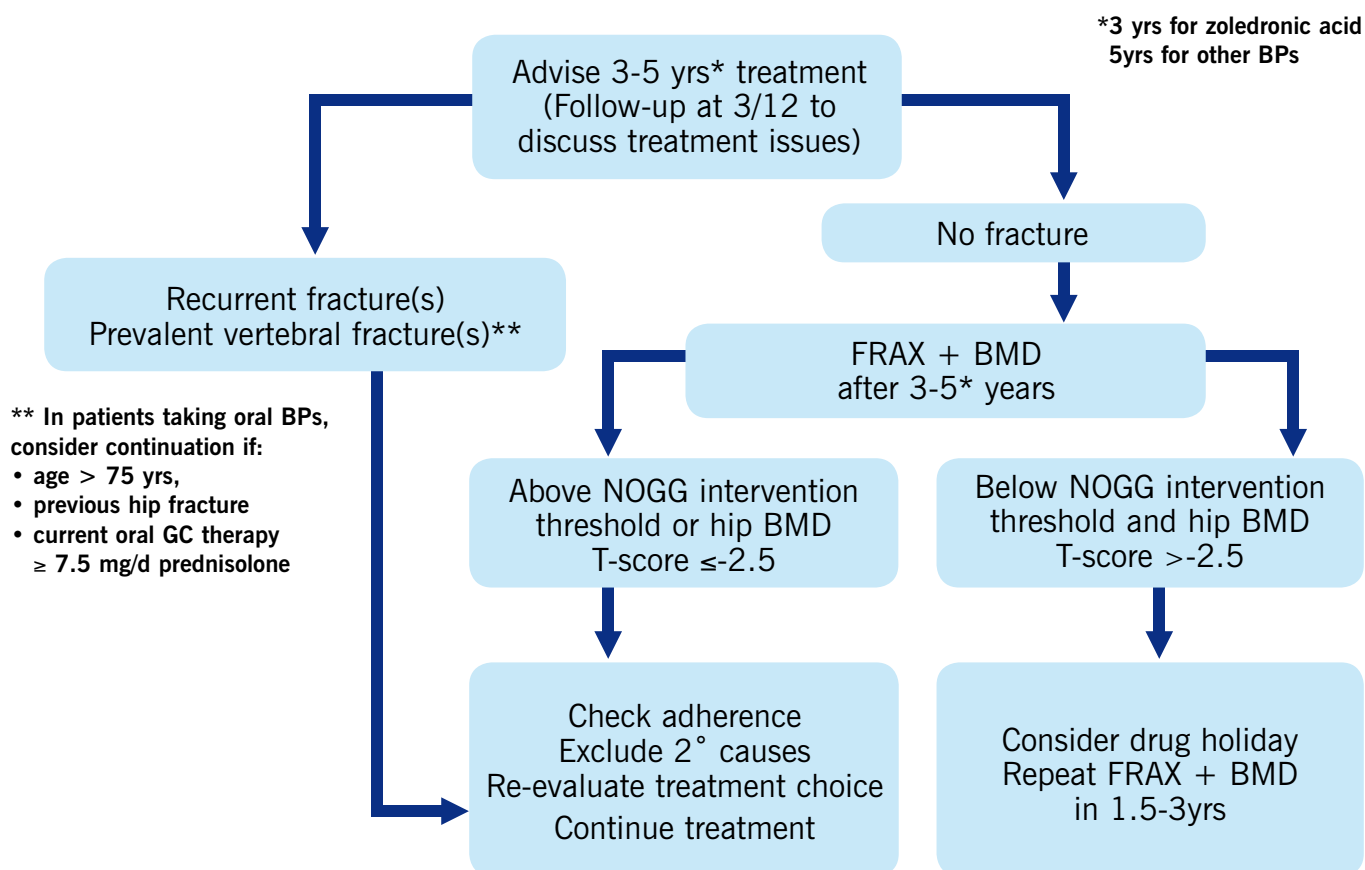 *3 yrs for zoledronic acid
5yrs for other BPs
Advise 3-5 yrs* treatment
(Follow-up at 3/12 to
discuss treatment issues)
No fracture
Recurrent fracture(s)
Prevalent vertebral fracture(s)**
FRAX + BMD
after 3-5* years
** In patients taking oral BPs,
consider continuation if:
• age > 75 yrs,
• previous hip fracture
• current oral GC therapy
≥ 7.5 mg/d prednisolone
Above NOGG intervention
threshold or hip BMD
T-score ≤-2.5
Below NOGG intervention
threshold and hip BMD
T-score >-2.5
Check adherence
Exclude 2° causes
Re-evaluate treatment choice
Continue treatment
Consider drug holiday
Repeat FRAX + BMD
in 1.5-3yrs